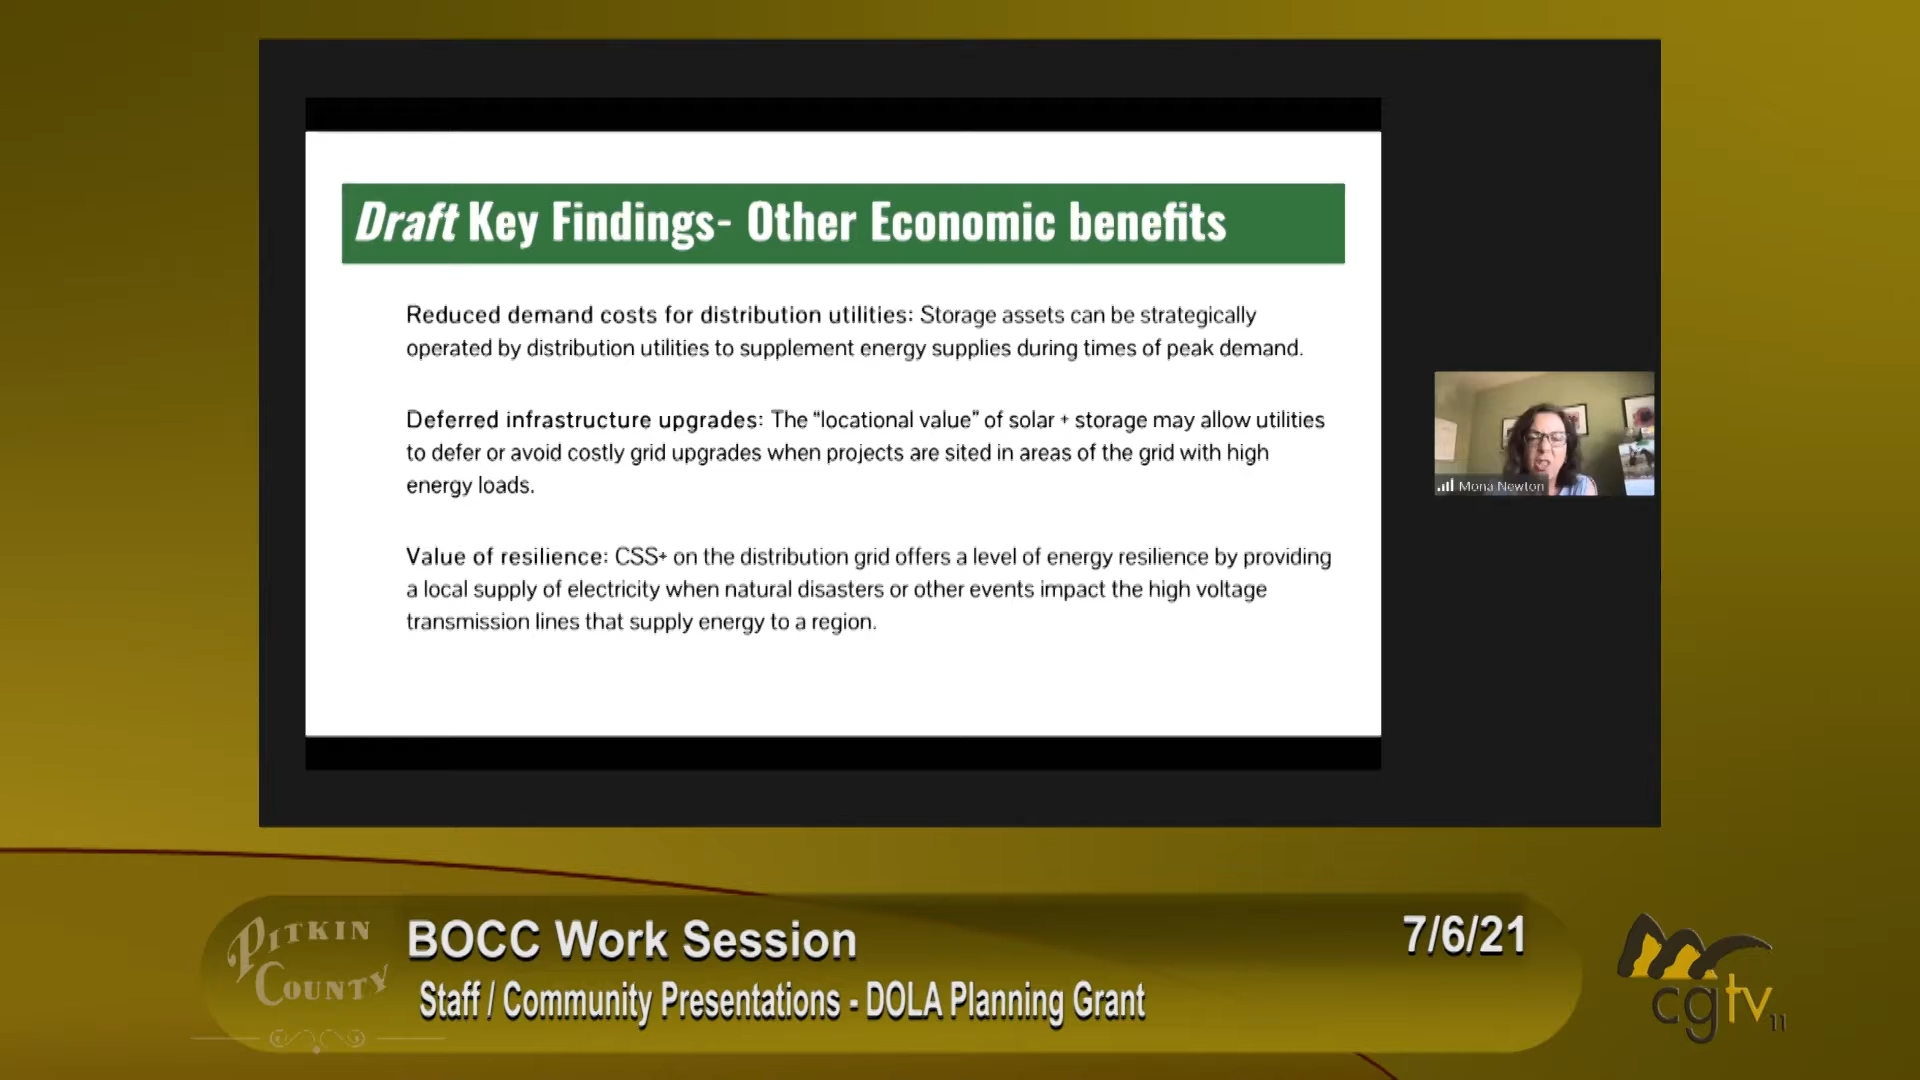 Draft Key Findings- Other Economic benefits
Reduced demand costs for distribution utilities: Storage assets can be strategically
operated by distribution utilities to supplement energy supplies during times of peak demand.
Deferred infrastructure upgrades: The “locational value” of solar + storage may allow utilities
to defer or avoid costly grid upgrades when projects are sited in areas of the grid with high
energy loads.
Value of resilience: CSS+ on the distribution grid offers a level of energy resilience by providing
a local supply of electricity when natural disasters or other events impact the high voltage
transmission lines that supply energy to a region.
Mona Newton
PITKIN
COUNTY
BOCC Work Session
7/6/21
Staff / Community Presentations - DOLA Planning Grant
cgtv11